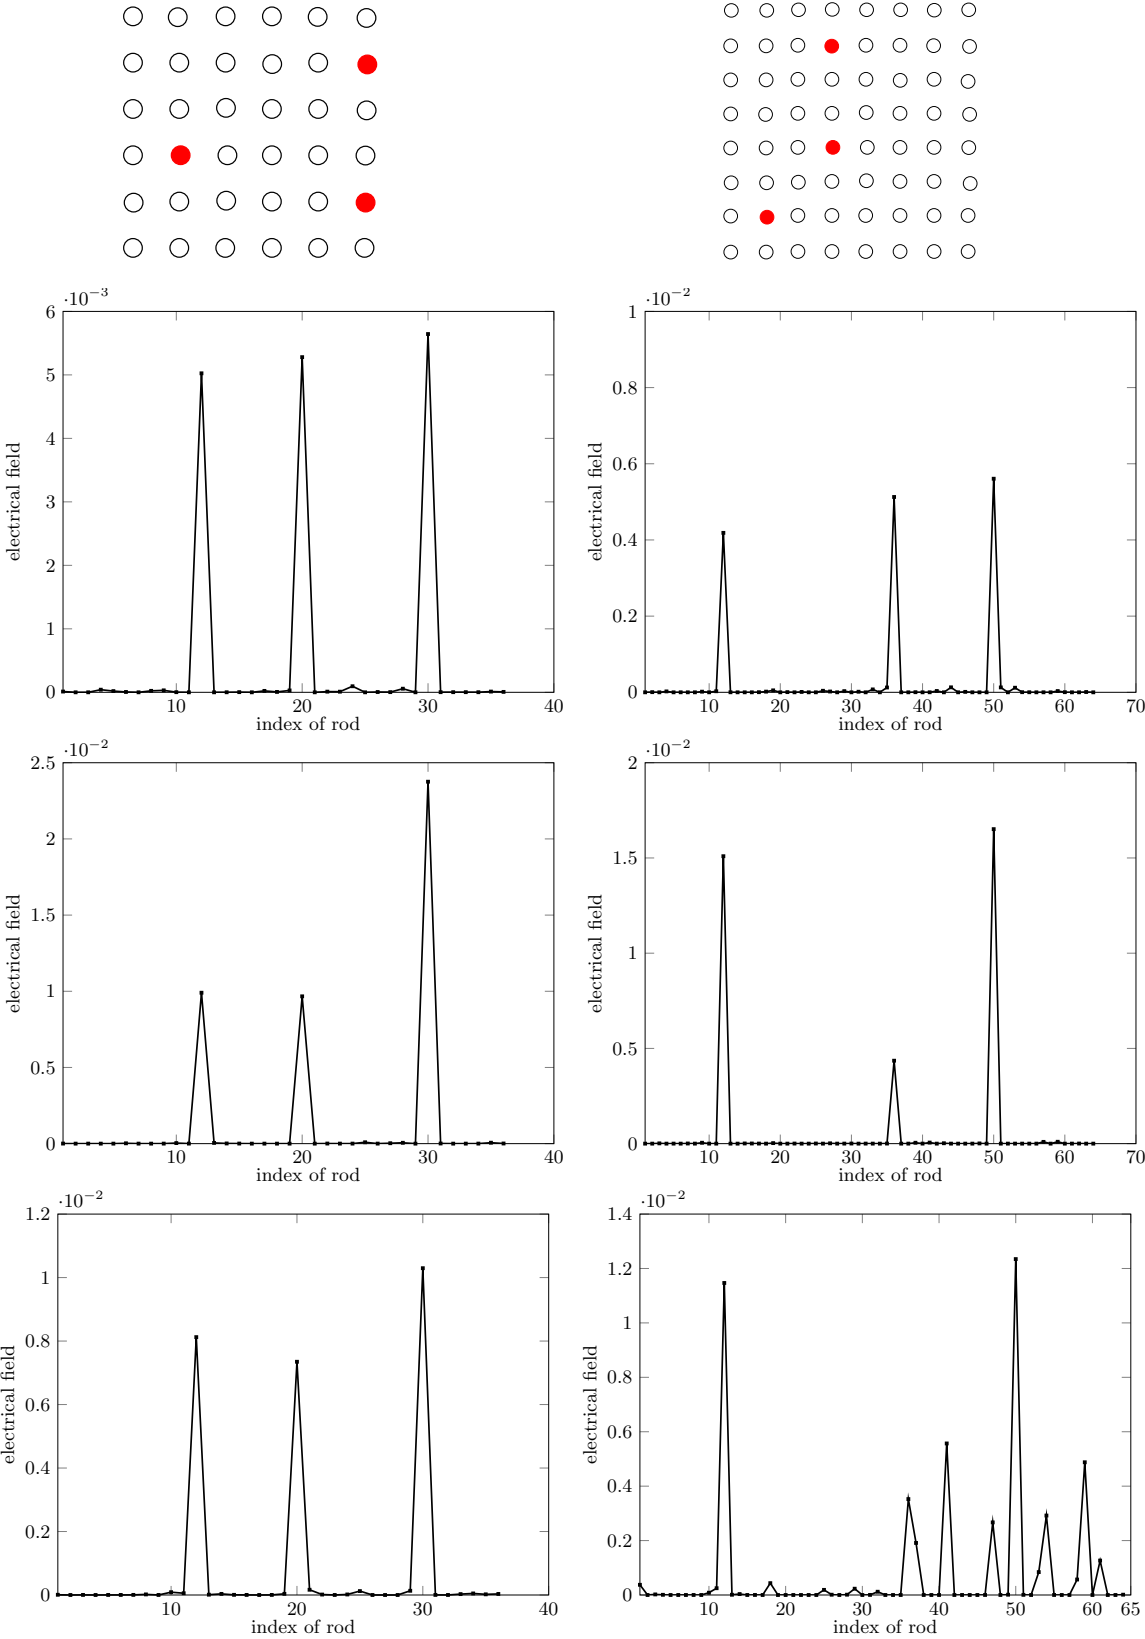 ·10−3
6
5
4
3
2
1
0
10 20 30 40
electrical field
index of rod
·10−2
1
0.8
0.6
0.4
0.2
0
10 20 30 40 50 60 70
electrical field
index of rod
·10−2
2.5
2
1.5
1
0.5
0
10 20 30 40
electrical field
index of rod
·10−2
2
1.5
1
0.5
0
10 20 30 40 50 60 70
electrical field
index of rod
·10−2
1.2
1
0.8
0.6
0.4
0.2
0
10 20 30 40
electrical field
index of rod
·10−2
1.4
1.2
1
0.8
0.6
0.4
0.2
0
10 20 30 40 50 60 65
electrical field
index of rod